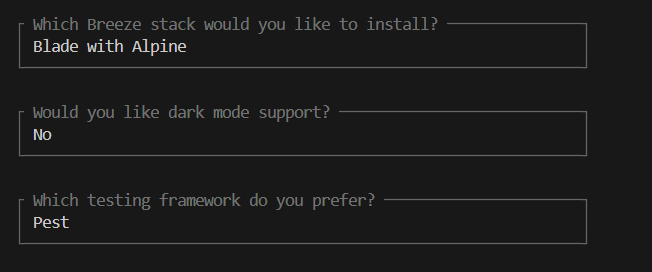 Which Breeze stack would you like to install?
Blade with Alpine
Would you like dark mode support?
No
Which testing framework do you prefer?
Pest